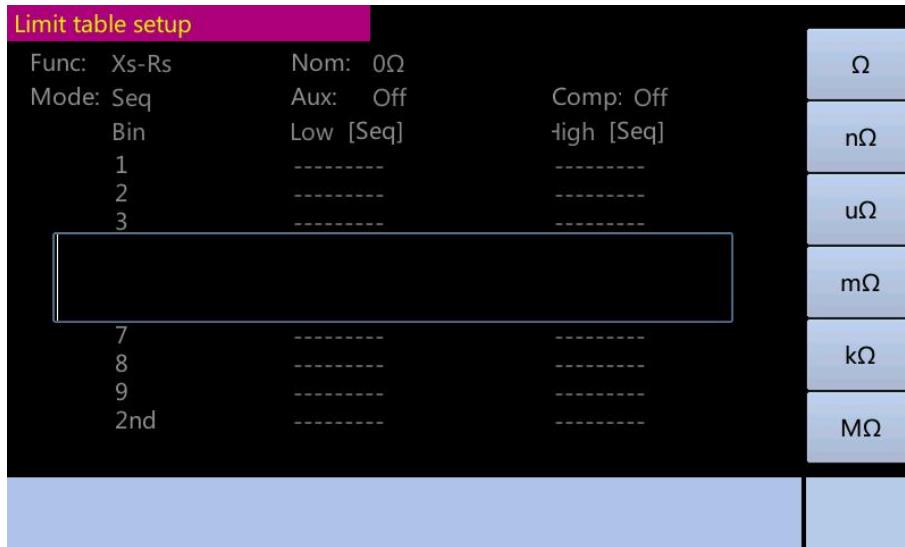 Limit table setup
Func: Xs-Rs Nom: 0Ω
Mode: Seq Aux: Off Comp: Off
Bin Low [Seq] High [Seq]
1 --------- ---------
2 --------- ---------
3 --------- ---------
7 --------- ---------
8 --------- ---------
9 --------- ---------
2nd --------- ---------
Ω
nΩ
uΩ
mΩ
kΩ
MΩ